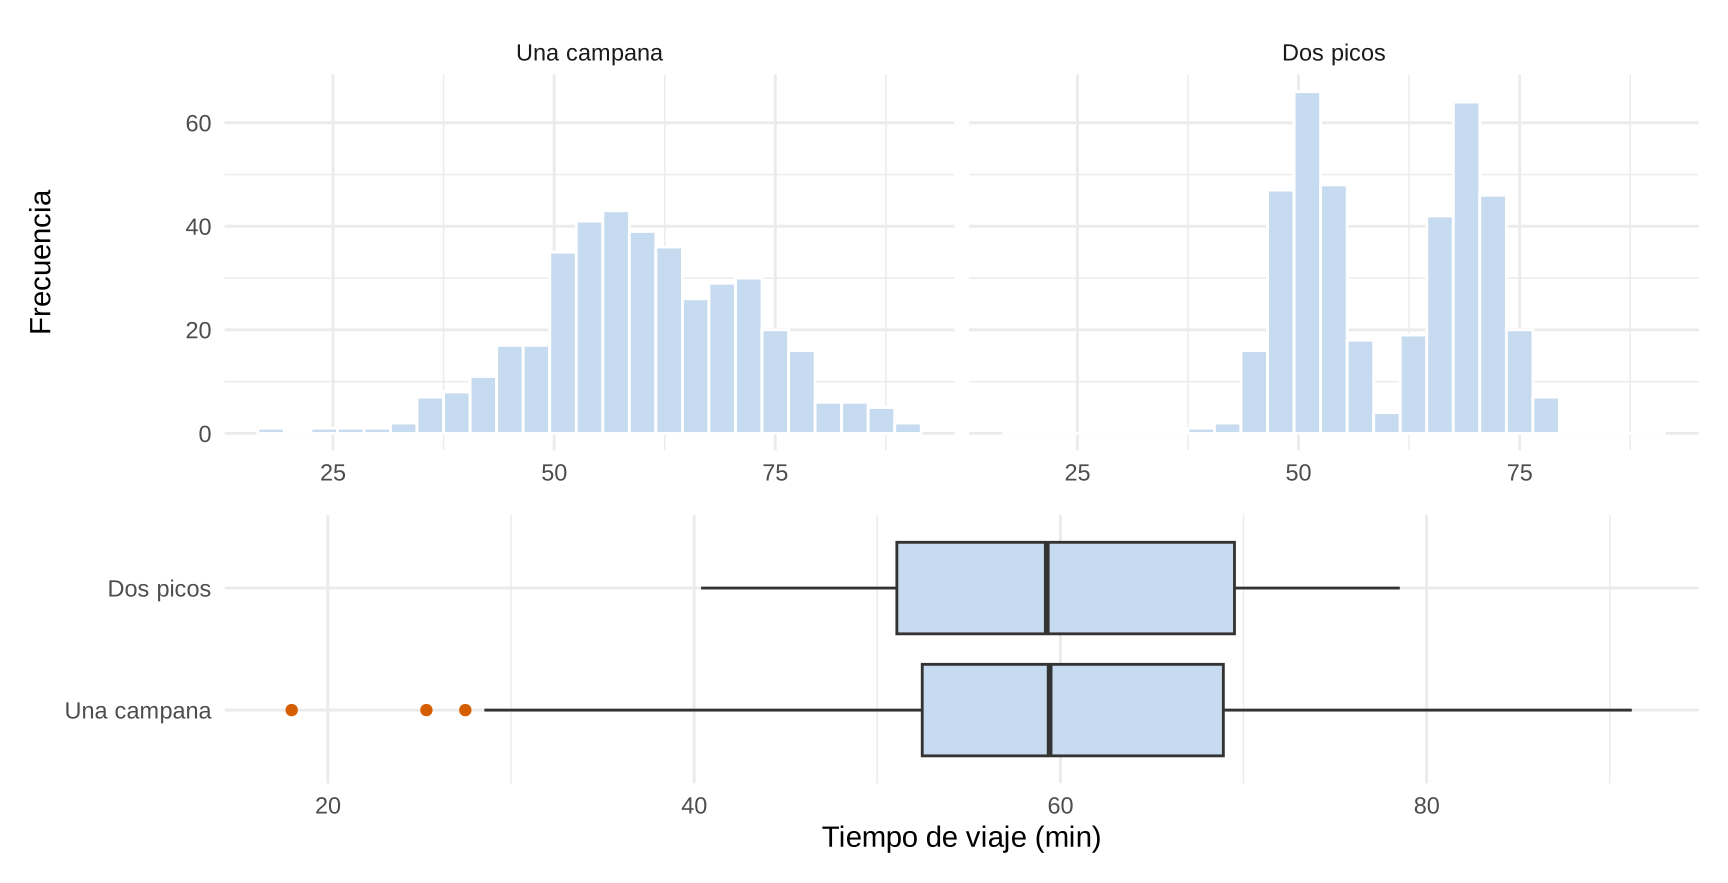 Una campana
Dos picos
Frecuencia
60
40
20
0
25 50 75
25 50 75
Dos picos
Una campana
20 40 60 80
Tiempo de viaje (min)